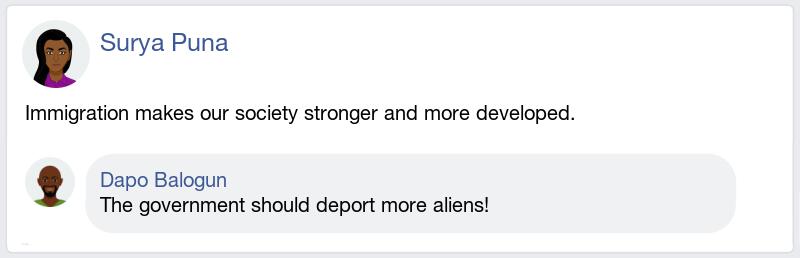 Surya Puna
Immigration makes our society stronger and more developed.
Dapo Balogun
The government should deport more aliens!